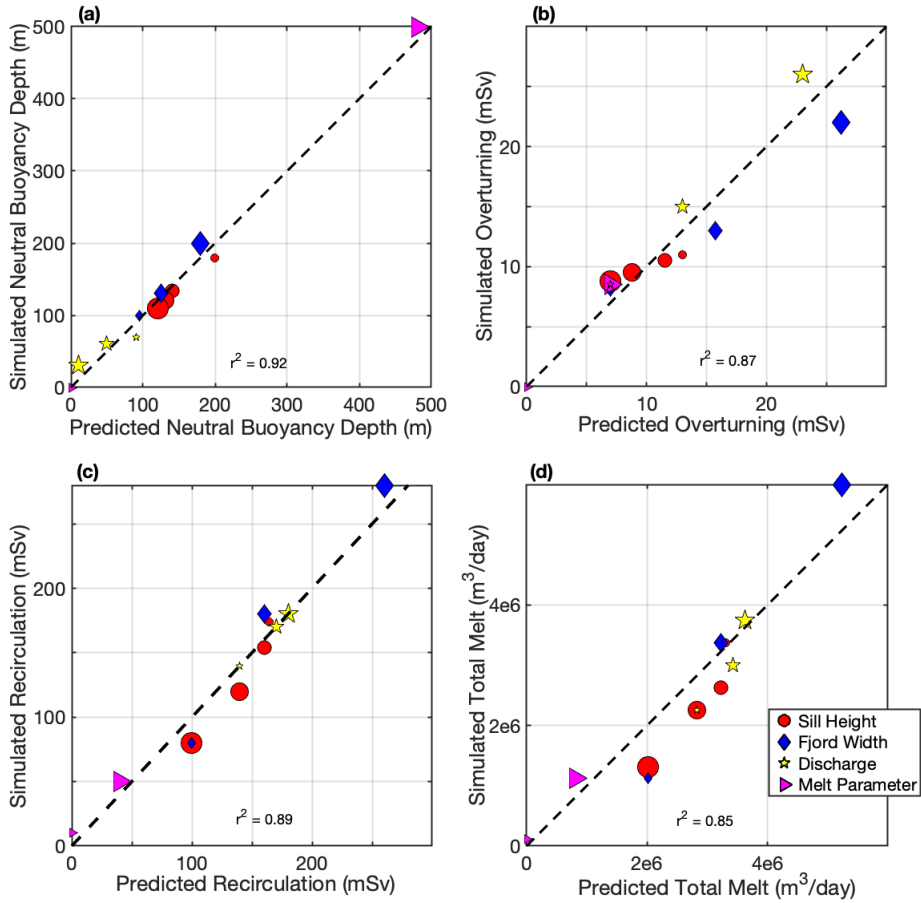 (a)
Simulated Neutral Buoyancy Depth (m)
500
400
300
200
100
0
r² = 0.92
0 100 200 300 400 500
Predicted Neutral Buoyancy Depth (m)
(b)
Simulated Overturning (mSv)
20
10
0
r² = 0.87
0 10 20
Predicted Overturning (mSv)
(c)
Simulated Recirculation (mSv)
200
100
0
r² = 0.89
0 100 200
Predicted Recirculation (mSv)
(d)
Simulated Total Melt (m³/day)
4e6
2e6
0
r² = 0.85
0 2e6 4e6
Predicted Total Melt (m³/day)
Sill Height
Fjord Width
Discharge
Melt Parameter